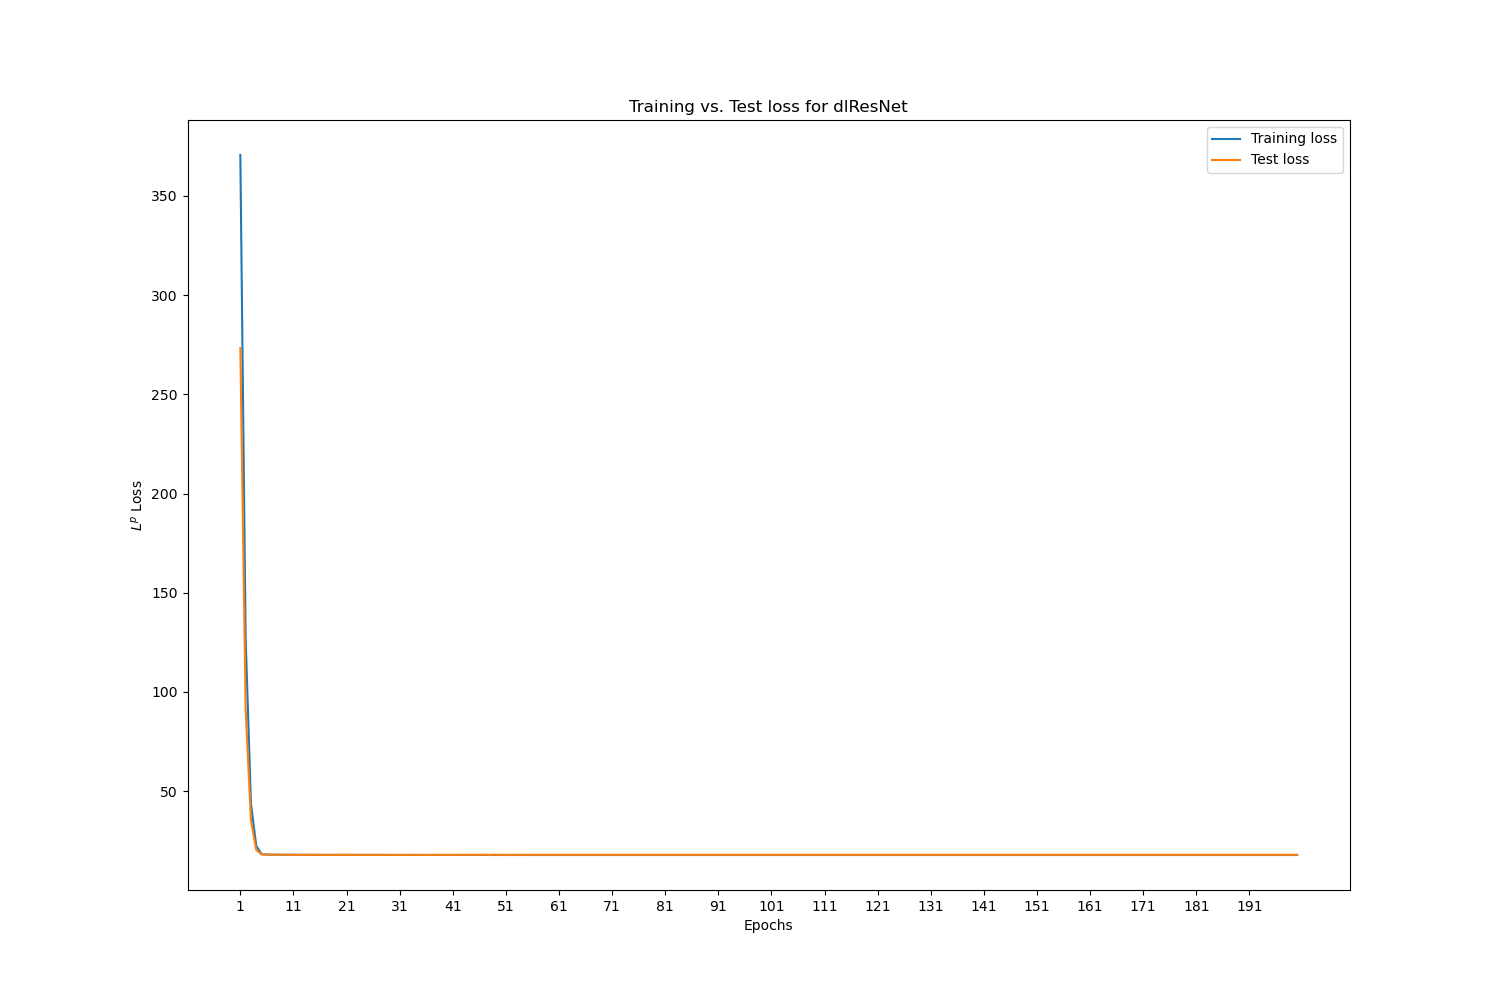 Training vs. Test loss for dlResNet
Training loss
Test loss
350
300
250
200
150
100
50
L^p Loss
1 11 21 31 41 51 61 71 81 91 101 111 121 131 141 151 161 171 181 191
Epochs